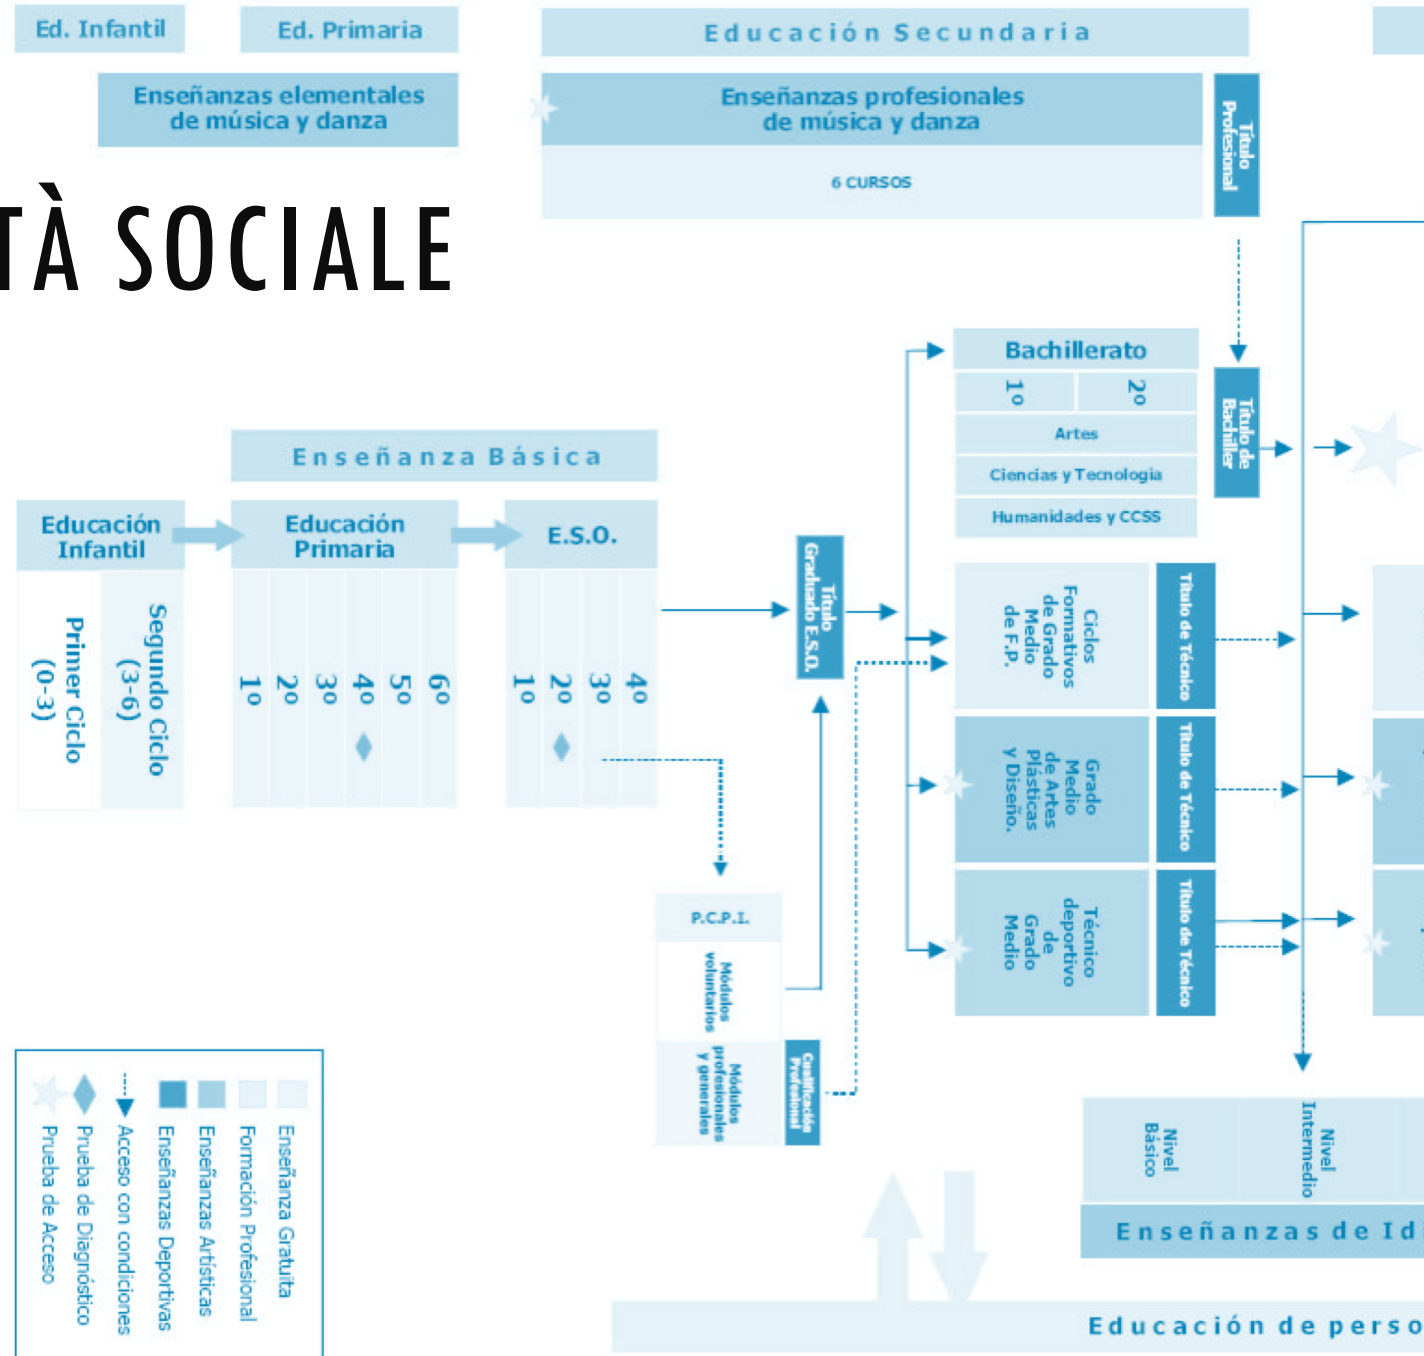 Ed. Infantil
Ed. Primaria
Educación Secundaria
Enseñanzas elementales
de música y danza
Enseñanzas profesionales
de música y danza
6 CURSOS
Título
Profesional
TÀ SOCIALE
Bachillerato
1º
2º
Artes
Ciencias y Tecnologia
Humanidades y CCSS
Título de
Bachiller
Enseñanza Básica
Educación
Infantil
Educación
Primaria
E.S.O.
Primer Ciclo
(0-3)
Segundo Ciclo
(3-6)
1º
2º
3º
4º
5º
6º
1º
2º
3º
4º
Título
Graduado E.S.O.
Ciclos
Formativos
de Grado
Medio
de F.P.
Título de Técnico
Grado
Medio
de Artes
Plásticas
y Diseño.
Título de Técnico
Técnico
deportivo
de
Grado
Medio
Título de Técnico
P.C.P.I.
Módulos
voluntarios
Módulos
profesionales
y generales
Cualificación
Profesional
Enseñanza Gratuita
Formación Profesional
Enseñanzas Artísticas
Enseñanzas Deportivas
Acceso con condiciones
Prueba de Diagnóstico
Prueba de Acceso
Nivel
Básico
Nivel
Intermedio
Enseñanzas de Id
Educación de perso